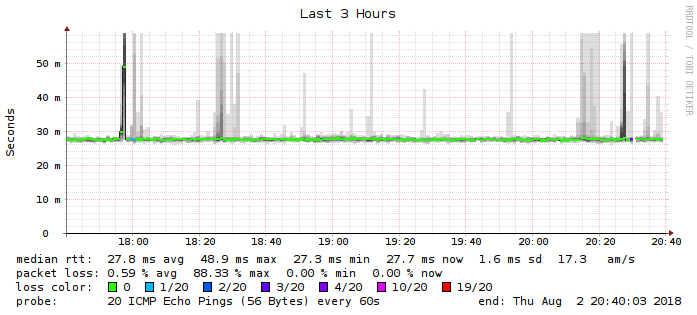 Last 3 Hours
RRDTOOL / TOBI OETIKER
Seconds
50 m
40 m
30 m
20 m
10 m
0
18:00 18:20 18:40 19:00 19:20 19:40 20:00 20:20 20:40
median rtt: 27.8 ms avg 48.9 ms max 27.3 ms min 27.7 ms now 1.6 ms sd 17.3 am/s
packet loss: 0.59 % avg 88.33 % max 0.00 % min 0.00 % now
loss color: 0 1/20 2/20 3/20 4/20 10/20 19/20
probe: 20 ICMP Echo Pings (56 Bytes) every 60s end: Thu Aug 2 20:40:03 2018